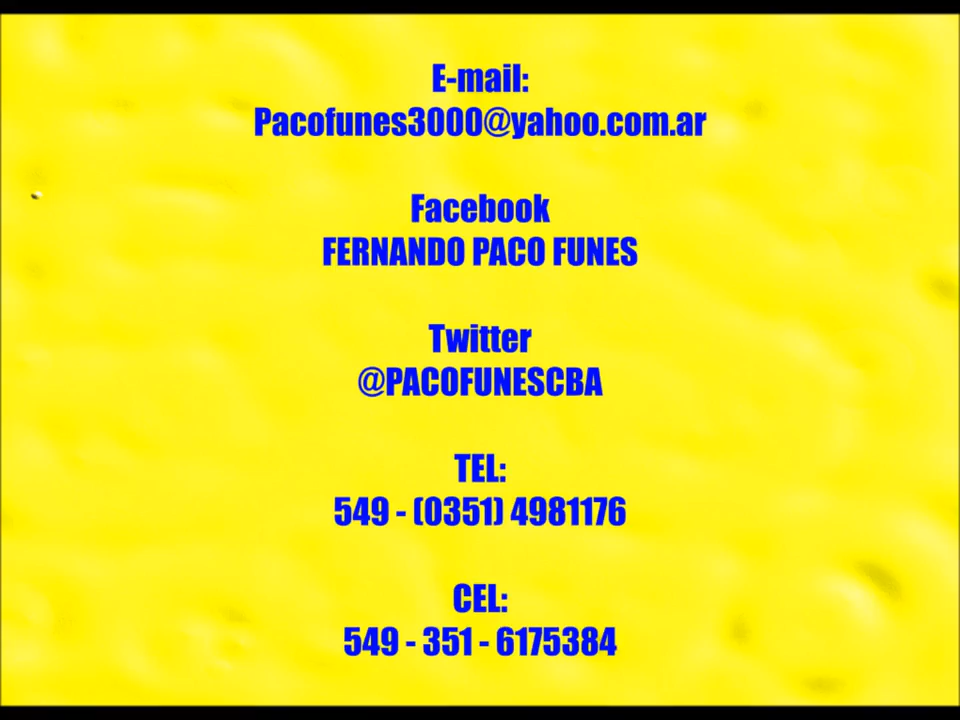 E-mail:
Pacofunes3000@yahoo.com.ar
Facebook
FERNANDO PACO FUNES
Twitter
@PACOFUNESCBA
TEL:
549 - (0351) 4981176
CEL:
549 - 351 - 6175384